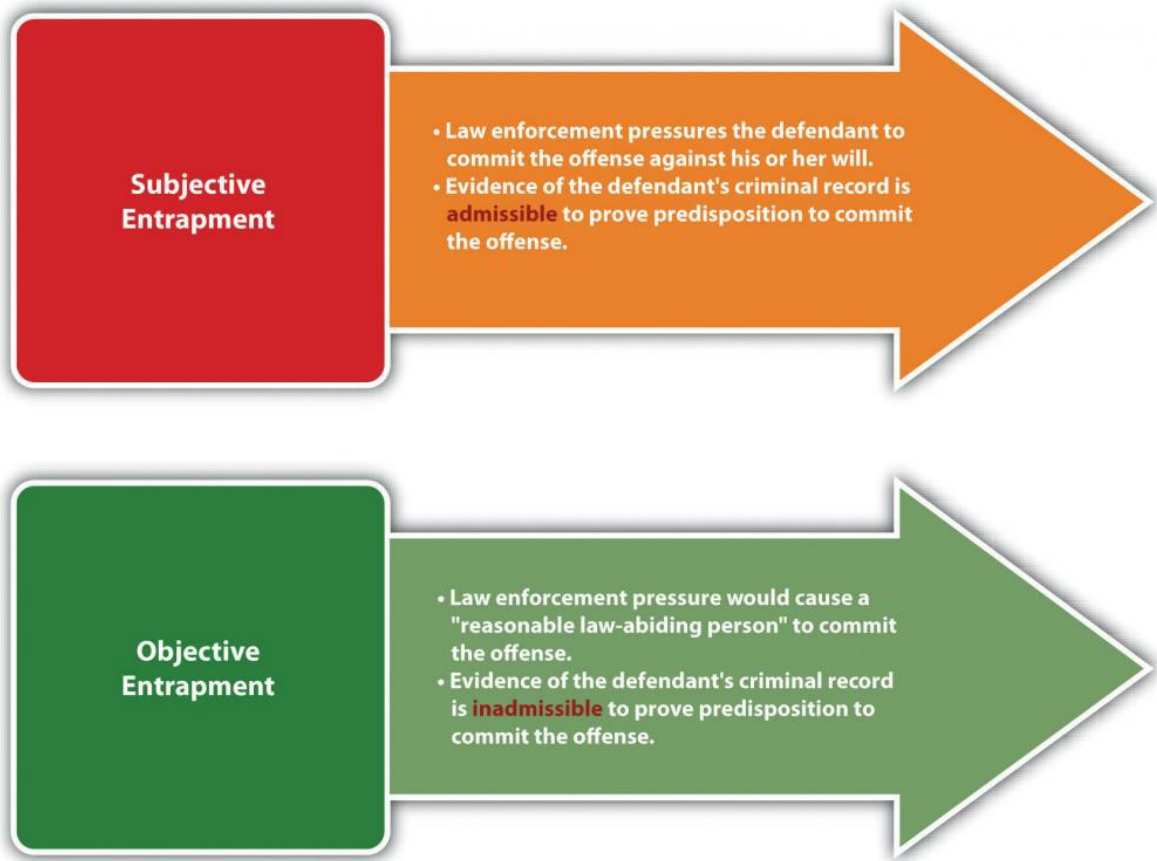 Subjective
Entrapment
• Law enforcement pressures the defendant to
commit the offense against his or her will.
• Evidence of the defendant's criminal record is
admissible to prove predisposition to commit
the offense.
Objective
Entrapment
• Law enforcement pressure would cause a
"reasonable law-abiding person" to commit
the offense.
• Evidence of the defendant's criminal record
is inadmissible to prove predisposition to
commit the offense.